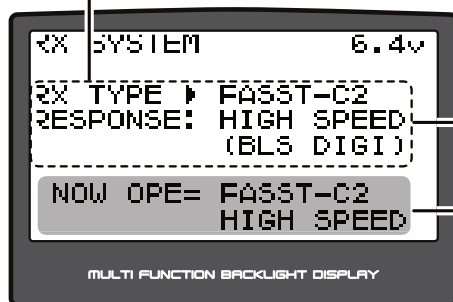 RX SYSTEM 6.4v
RX TYPE ▶ FASST-C2
RESPONSE: HIGH SPEED
(BLS DIGI)
NOW OPE= FASST-C2
HIGH SPEED
MULTI FUNCTION BACKLIGHT DISPLAY